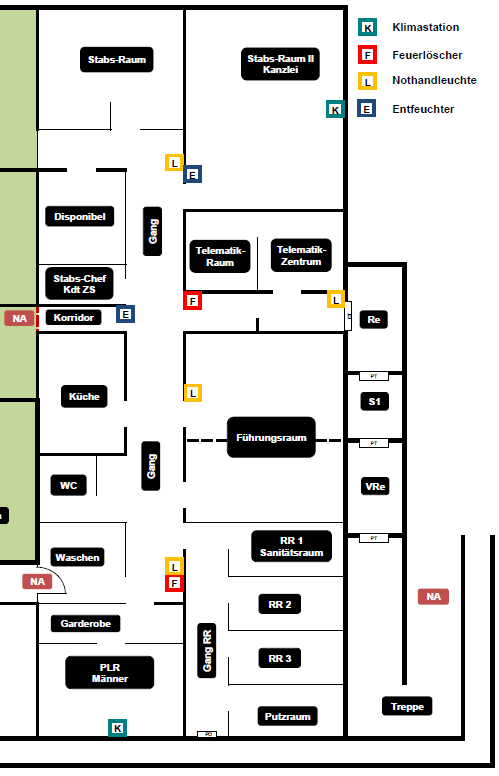 Stabs-Raum
Stabs-Raum II
Kanzlei
K Klimastation
F Feuerlöscher
L Nothandleuchte
E Entfeuchter
K
L
E
Disponibel
Gang
Telematik-
Raum
Telematik-
Zentrum
Stabs-Chef
Kdt ZS
F
L
NA
Korridor
E
Re
PT
Küche
L
S1
PT
Gang
Führungsraum
WC
VRe
PT
Waschen
RR 1
Sanitätsraum
L
NA
F
NA
RR 2
Garderobe
Gang RR
PLR
Männer
RR 3
Putzraum
Treppe
K
PD